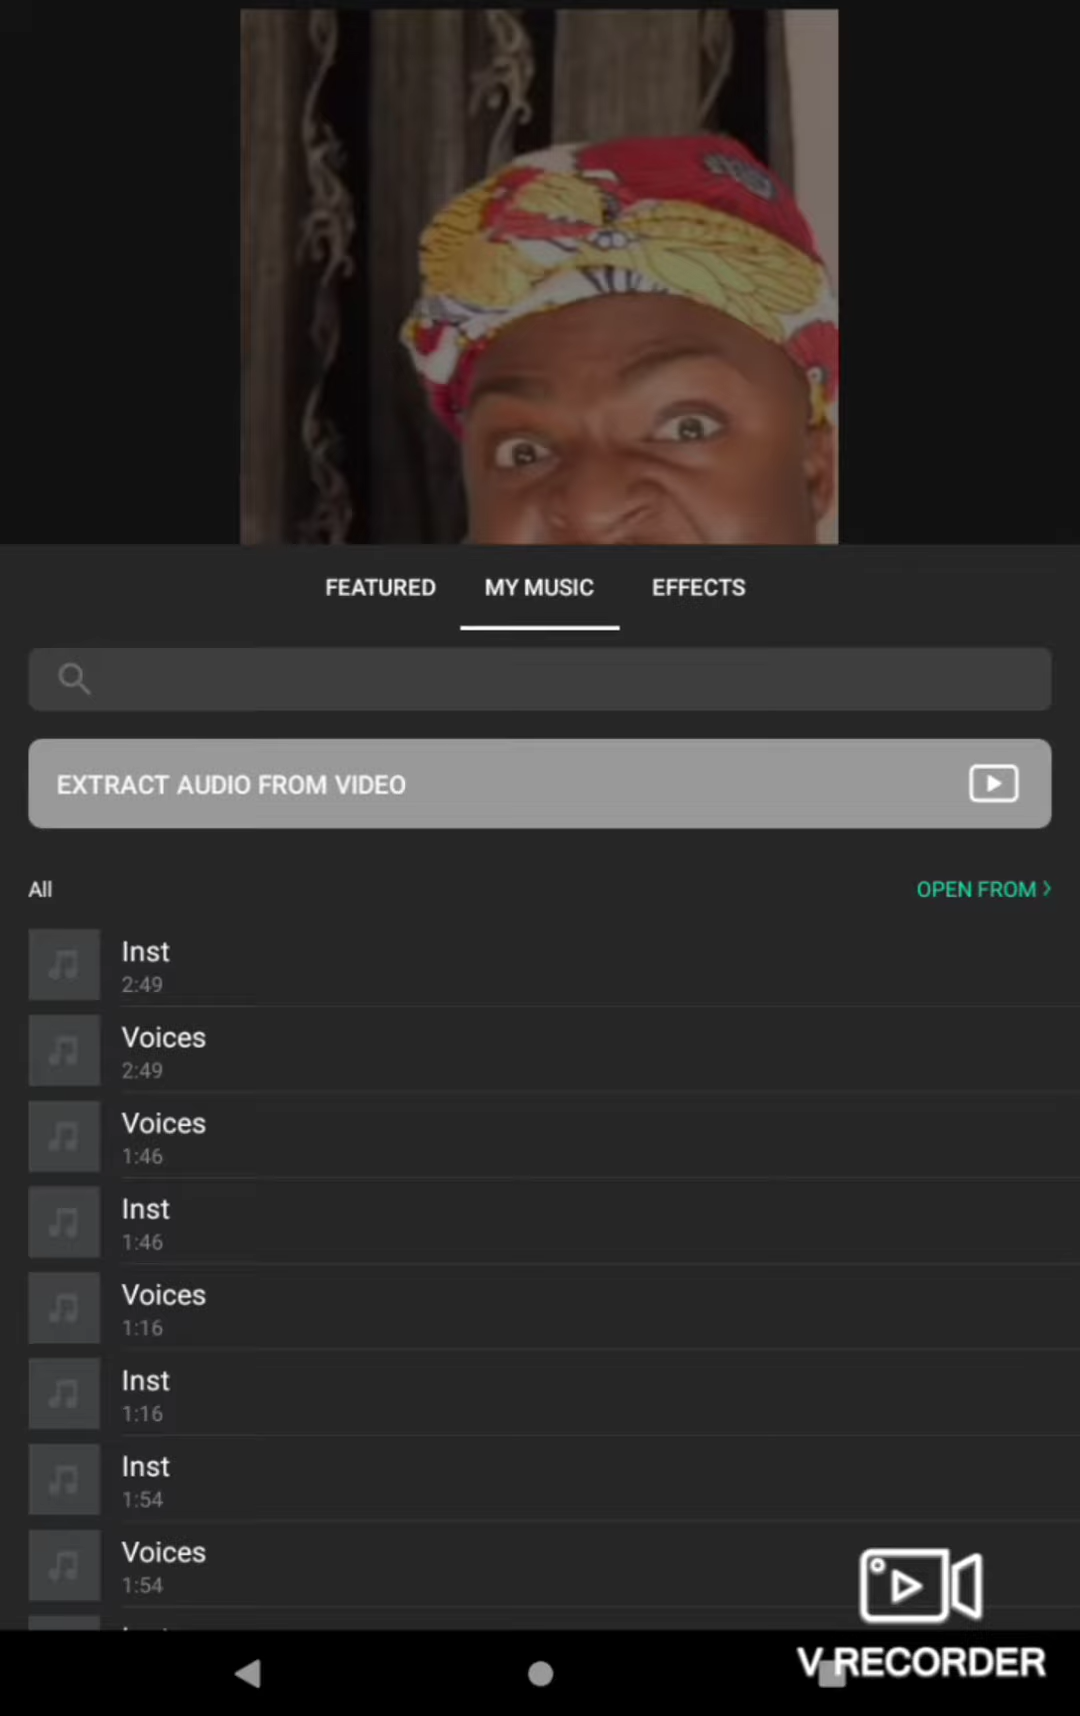 FEATURED MY MUSIC EFFECTS
EXTRACT AUDIO FROM VIDEO
All OPEN FROM >
Inst
2:49
Voices
2:49
Voices
1:46
Inst
1:46
Voices
1:16
Inst
1:16
Inst
1:54
Voices
1:54
V RECORDER